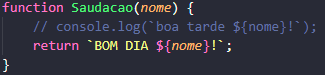 function Saudacao(nome) {
    // console.log(`boa tarde ${nome}!`);
    return `BOM DIA ${nome}!`;
}